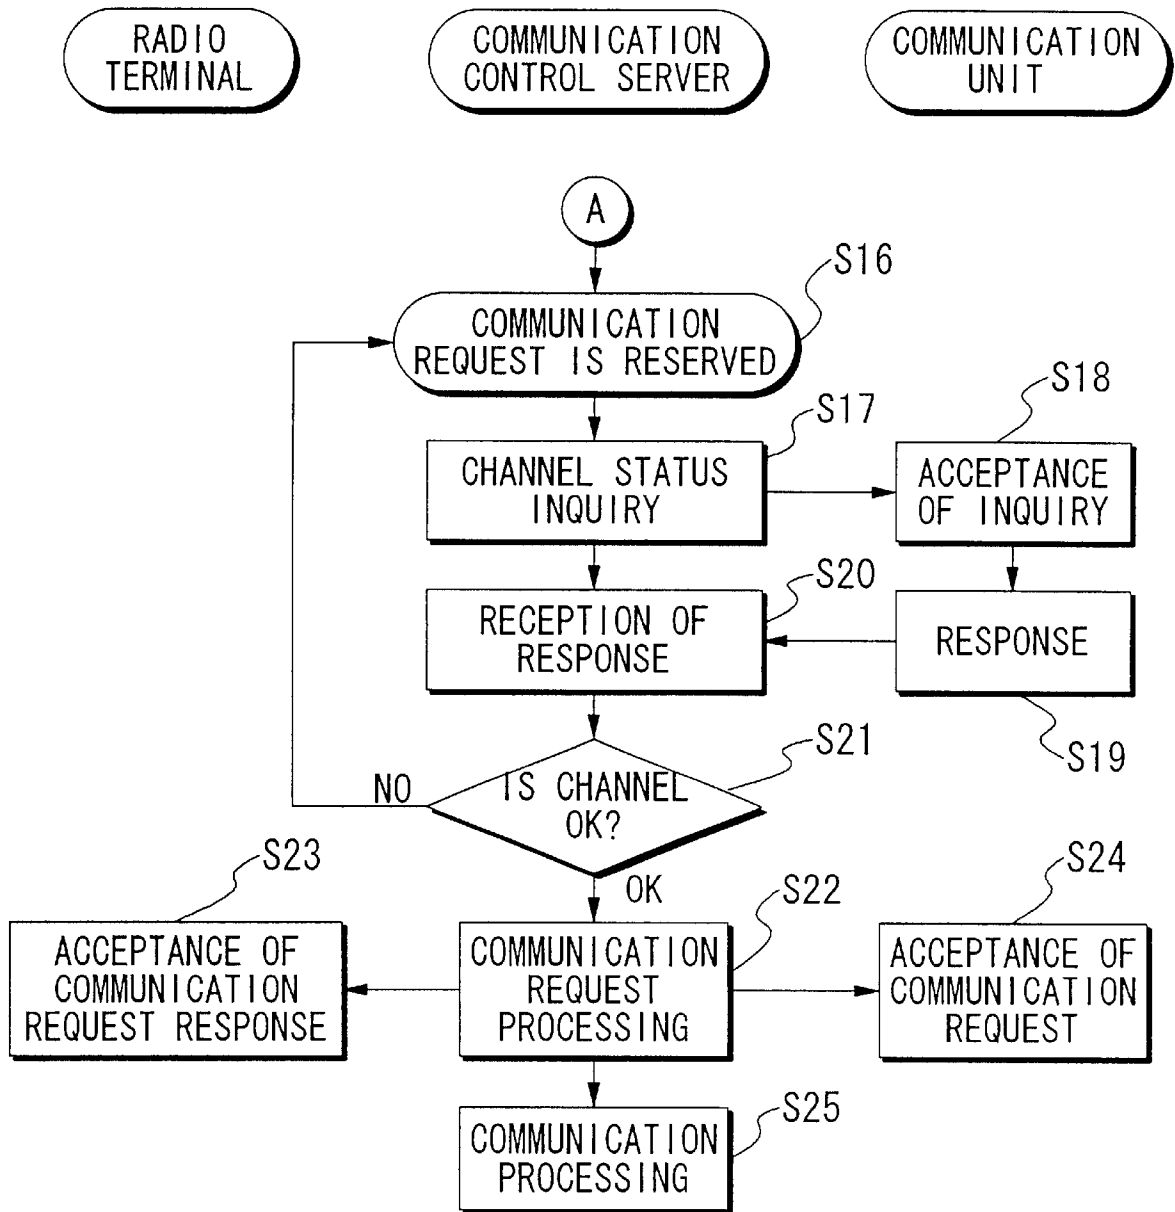 RADIO
TERMINAL
COMMUNICATION
CONTROL SERVER
COMMUNICATION
UNIT
A
S16
COMMUNICATION
REQUEST IS RESERVED
S17
CHANNEL STATUS
INQUIRY
S18
ACCEPTANCE
OF INQUIRY
S20
RECEPTION OF
RESPONSE
RESPONSE
S19
S21
IS CHANNEL
OK?
NO
OK
S23
ACCEPTANCE OF
COMMUNICATION
REQUEST RESPONSE
S22
COMMUNICATION
REQUEST
PROCESSING
S24
ACCEPTANCE OF
COMMUNICATION
REQUEST
S25
COMMUNICATION
PROCESSING